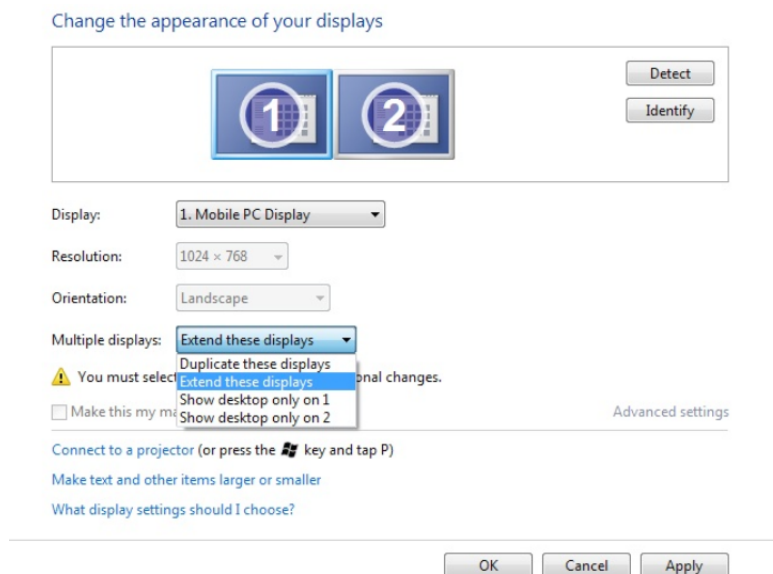 Change the appearance of your displays
1 2
Detect
Identify
Display: 1. Mobile PC Display
Resolution: 1024 × 768
Orientation: Landscape
Multiple displays: Extend these displays
Duplicate these displays
You must selec onal changes.
Extend these displays
Show desktop only on 1
Make this my ma Advanced settings
Show desktop only on 2
Connect to a projector (or press the key and tap P)
Make text and other items larger or smaller
What display settings should I choose?
OK Cancel Apply